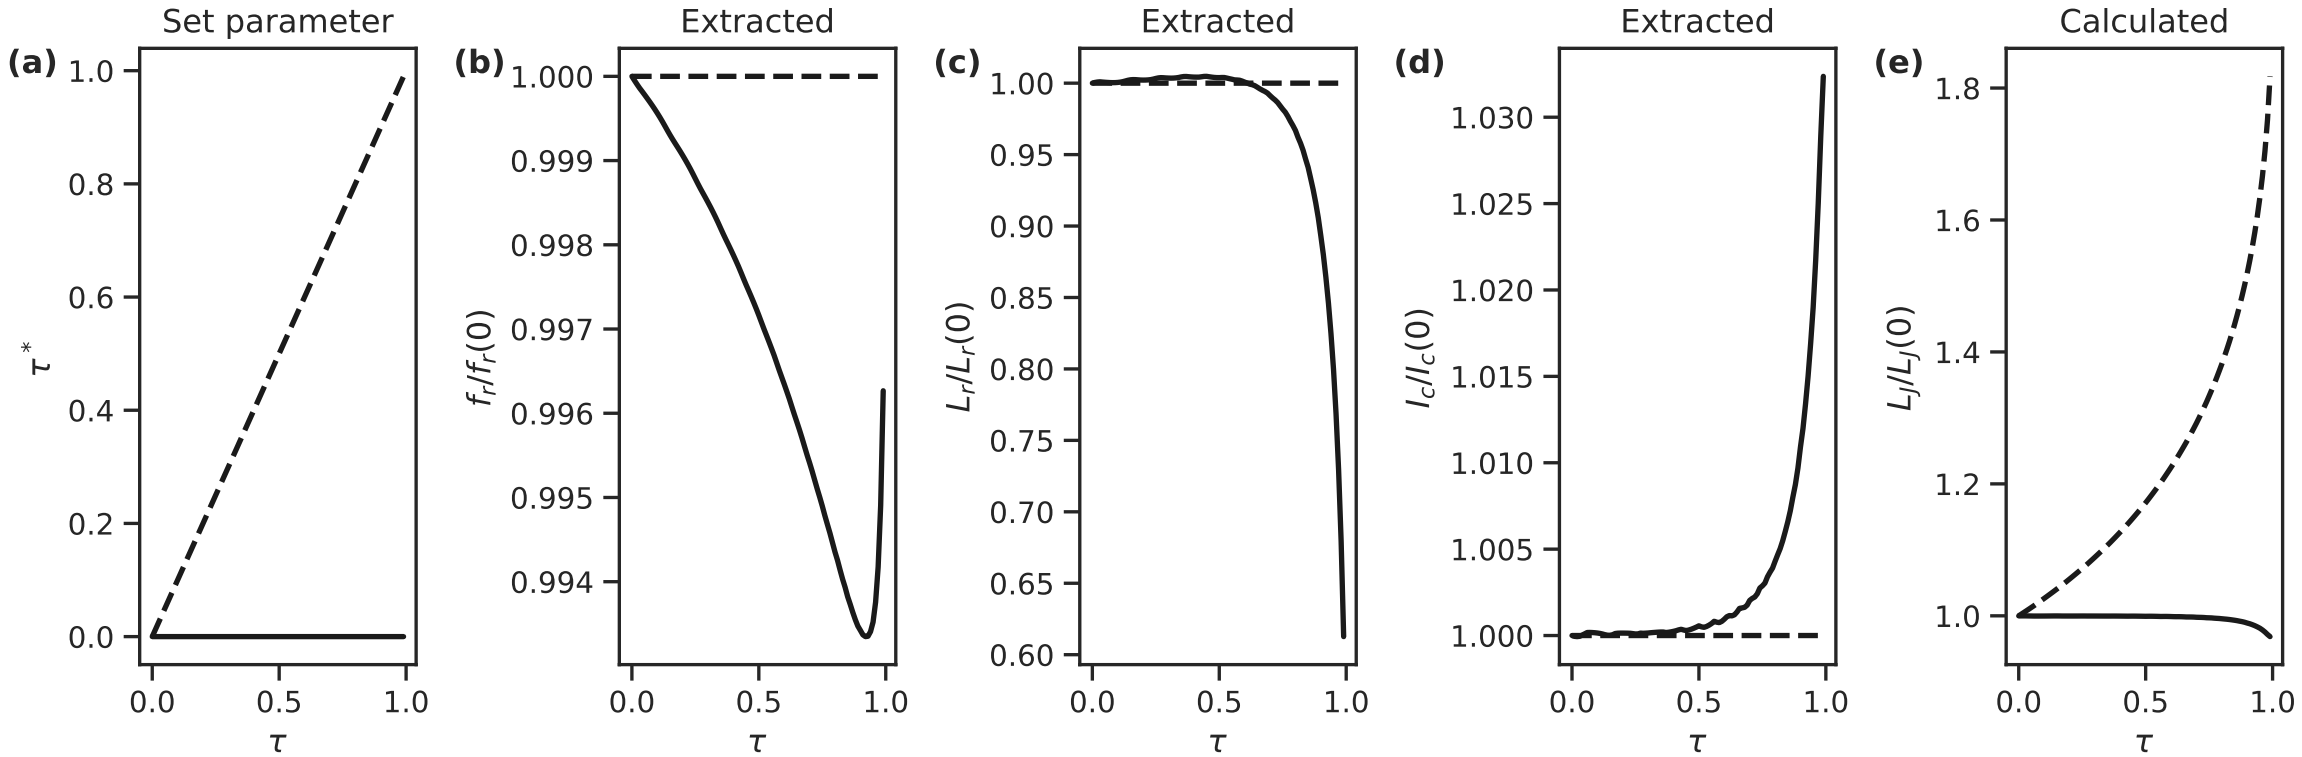 Set parameter
(a)
1.0
0.8
0.6
0.4
0.2
0.0
τ*
0.0 0.5 1.0
τ
Extracted
(b)
1.000
0.999
0.998
0.997
0.996
0.995
0.994
f_r/f_r(0)
0.0 0.5 1.0
τ
Extracted
(c)
1.00
0.95
0.90
0.85
0.80
0.75
0.70
0.65
0.60
L_r/L_r(0)
0.0 0.5 1.0
τ
Extracted
(d)
1.030
1.025
1.020
1.015
1.010
1.005
1.000
I_c/I_c(0)
0.0 0.5 1.0
τ
Calculated
(e)
1.8
1.6
1.4
1.2
1.0
L_J/L_J(0)
0.0 0.5 1.0
τ